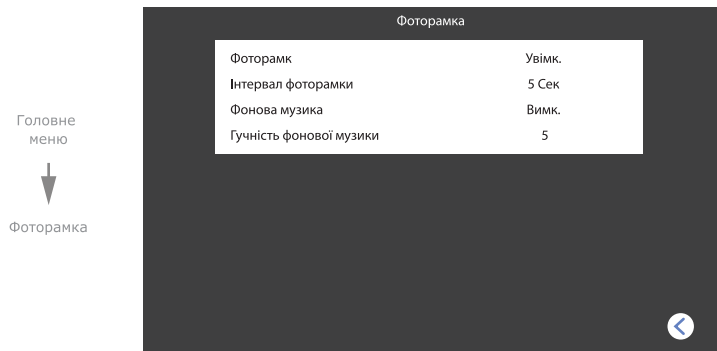 Головне
меню
Фоторамка
Фоторамка
Фоторамк Увімк.
Інтервал фоторамки 5 Сек
Фонова музика Вимк.
Гучність фонової музики 5